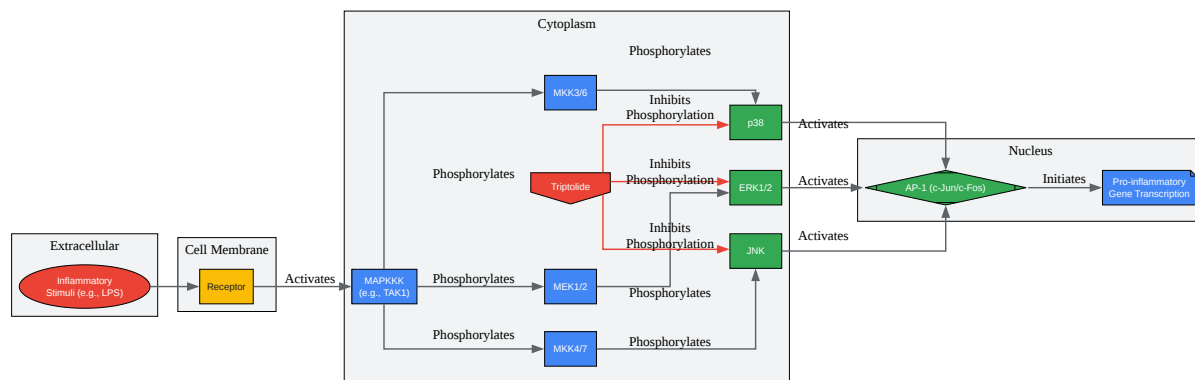 Extracellular
Inflammatory
Stimuli (e.g., LPS)
Cell Membrane
Receptor
Activates
Cytoplasm
MAPKKK
(e.g., TAK1)
Phosphorylates
MKK3/6
Phosphorylates
Phosphorylates
MEK1/2
Phosphorylates
Phosphorylates
MKK4/7
Phosphorylates
Triptolide
Inhibits
Phosphorylation
p38
Inhibits
Phosphorylation
ERK1/2
Inhibits
Phosphorylation
JNK
Activates
Activates
Activates
Nucleus
AP-1 (c-Jun/c-Fos)
Initiates
Pro-inflammatory
Gene Transcription